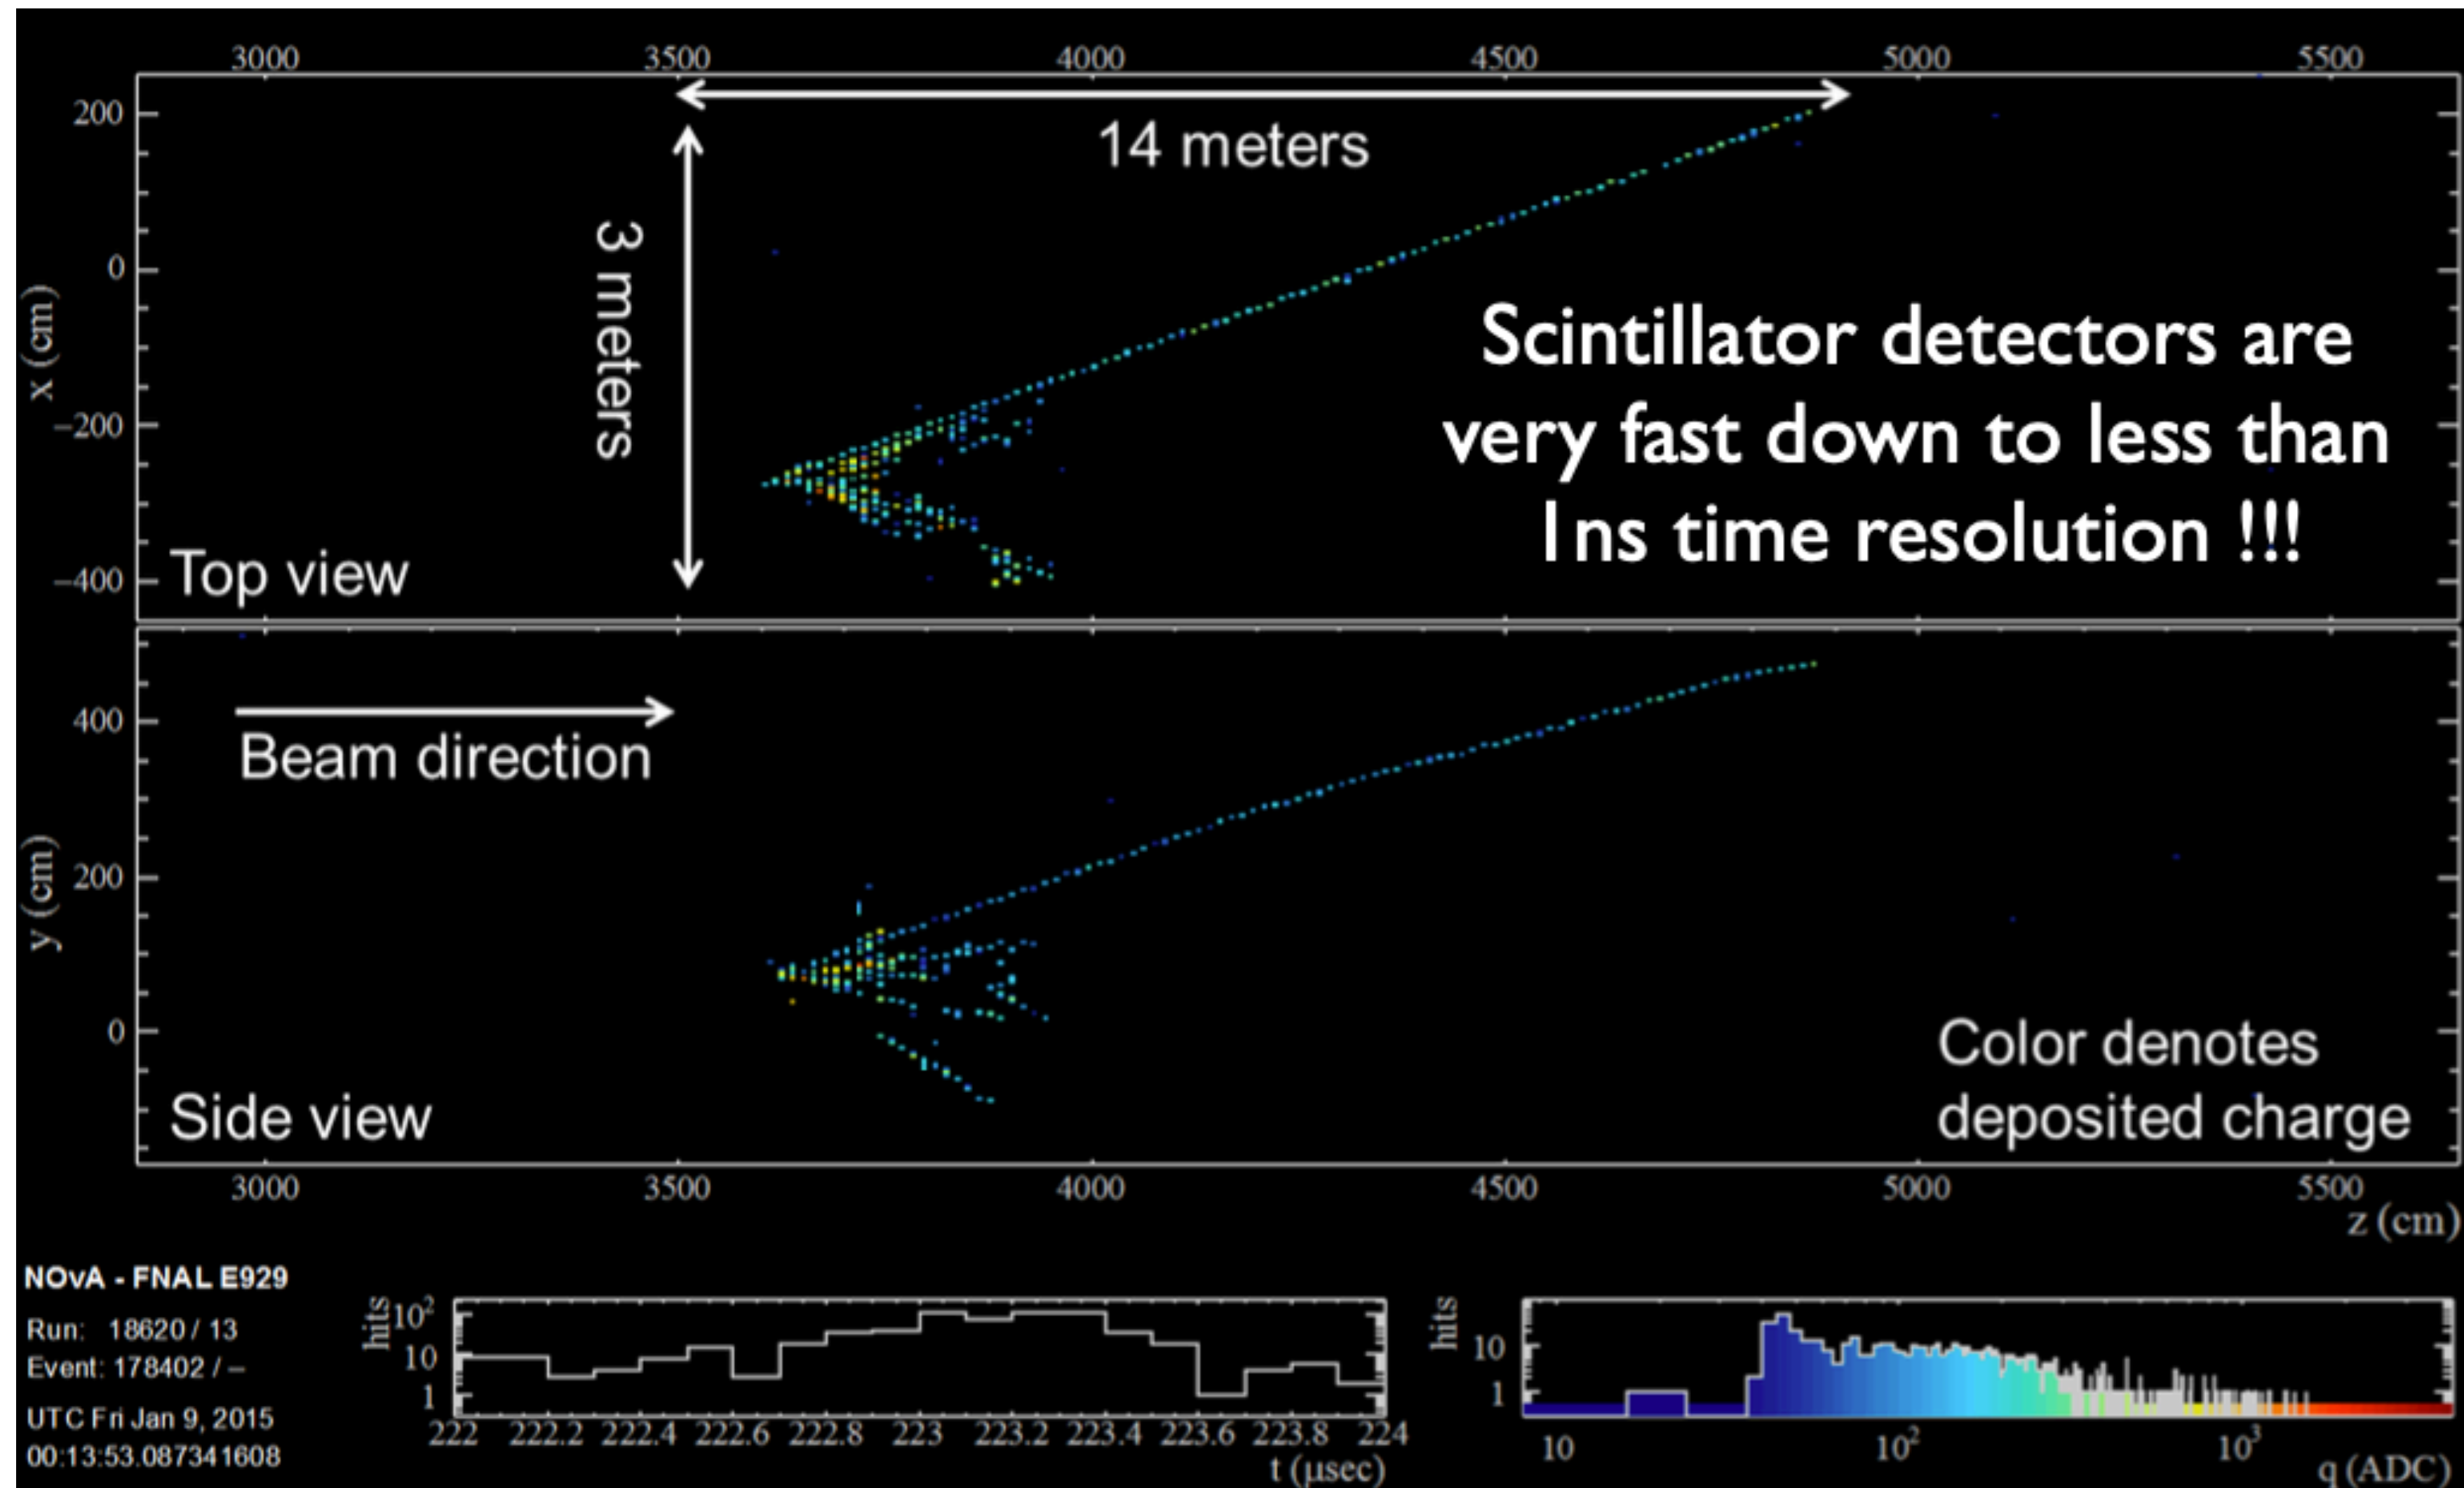 3000 3500 4000 4500 5000 5500
200
0
−200
−400
x (cm)
14 meters
3 meters
Scintillator detectors are
very fast down to less than
1ns time resolution !!!
Top view
400
200
0
y (cm)
Beam direction
Color denotes
deposited charge
Side view
3000 3500 4000 4500 5000 5500
z (cm)
NOvA - FNAL E929
Run: 18620 / 13
Event: 178402 / –
UTC Fri Jan 9, 2015
00:13:53.087341608
hits
10²
10
1
222 222.2 222.4 222.6 222.8 223 223.2 223.4 223.6 223.8 224
t (μsec)
hits
10
1
10 10² 10³
q (ADC)